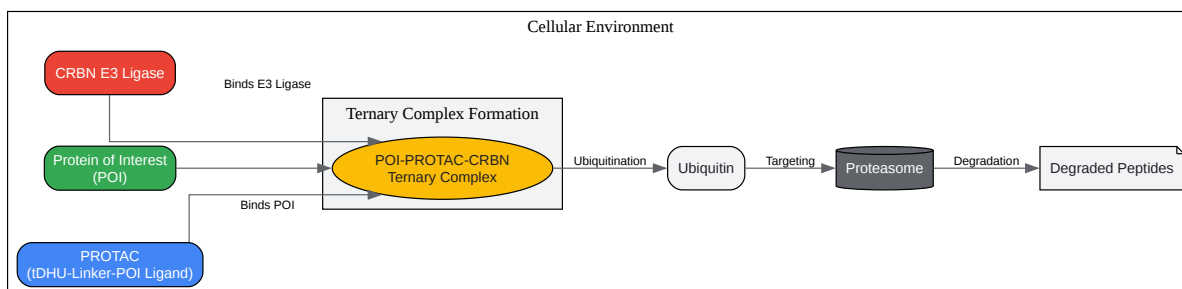 Cellular Environment
CRBN E3 Ligase
Binds E3 Ligase
Ternary Complex Formation
Protein of Interest
(POI)
POI-PROTAC-CRBN
Ternary Complex
Ubiquitination
Ubiquitin
Targeting
Proteasome
Degradation
Degraded Peptides
Binds POI
PROTAC
(tDHU-Linker-POI Ligand)